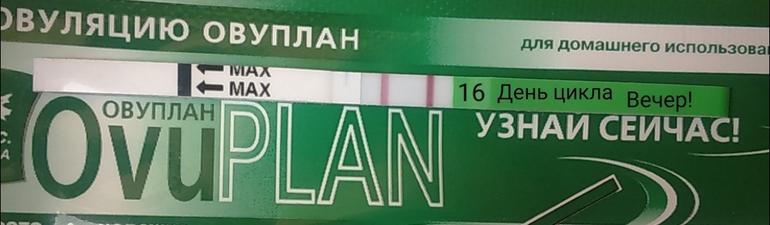 ОВУЛЯЦИЮ ОВУПЛАН
для домашнего использова
MAX
MAX
16 День цикла Вечер!
ОВУПЛАН
OvuPLAN
УЗНАЙ СЕЙЧАС!